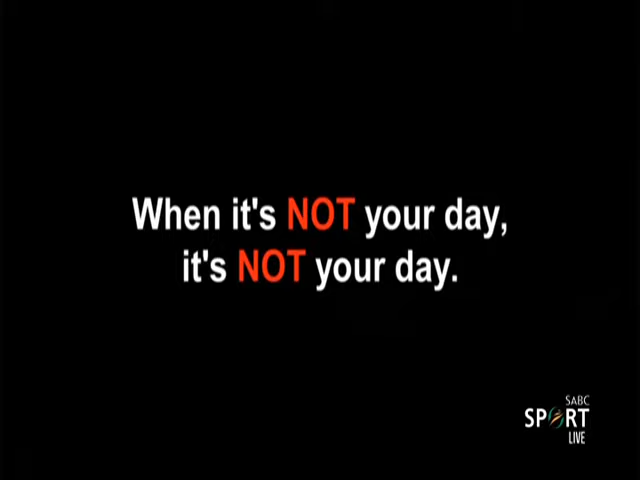 When it's NOT your day,
it's NOT your day.
SABC
SPORT
LIVE